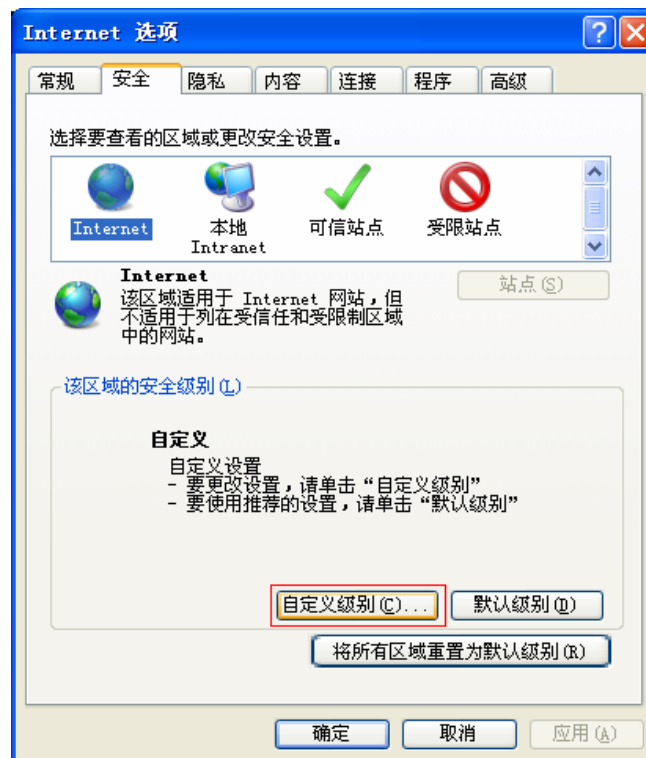 Internet 选项
常规 安全 隐私 内容 连接 程序 高级
选择要查看的区域或更改安全设置。
Internet 本地 Intranet 可信站点 受限站点
Internet
站点(S)
该区域适用于 Internet 网站，但
不适用于列在受信任和受限制区域
中的网站。
该区域的安全级别(L)
自定义
自定义设置
- 要更改设置，请单击“自定义级别”
- 要使用推荐的设置，请单击“默认级别”
自定义级别(C)... 默认级别(D)
将所有区域重置为默认级别(R)
确定 取消 应用(A)